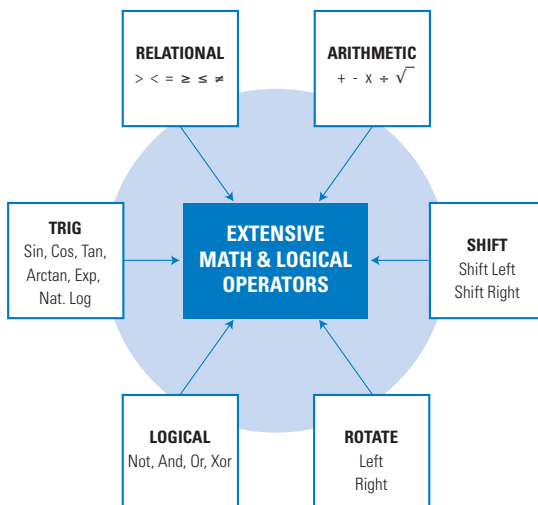 RELATIONAL
> < = ≥ ≤ ≠
ARITHMETIC
+ - x ÷ √
TRIG
Sin, Cos, Tan,
Arctan, Exp,
Nat. Log
EXTENSIVE
MATH & LOGICAL
OPERATORS
SHIFT
Shift Left
Shift Right
LOGICAL
Not, And, Or, Xor
ROTATE
Left
Right